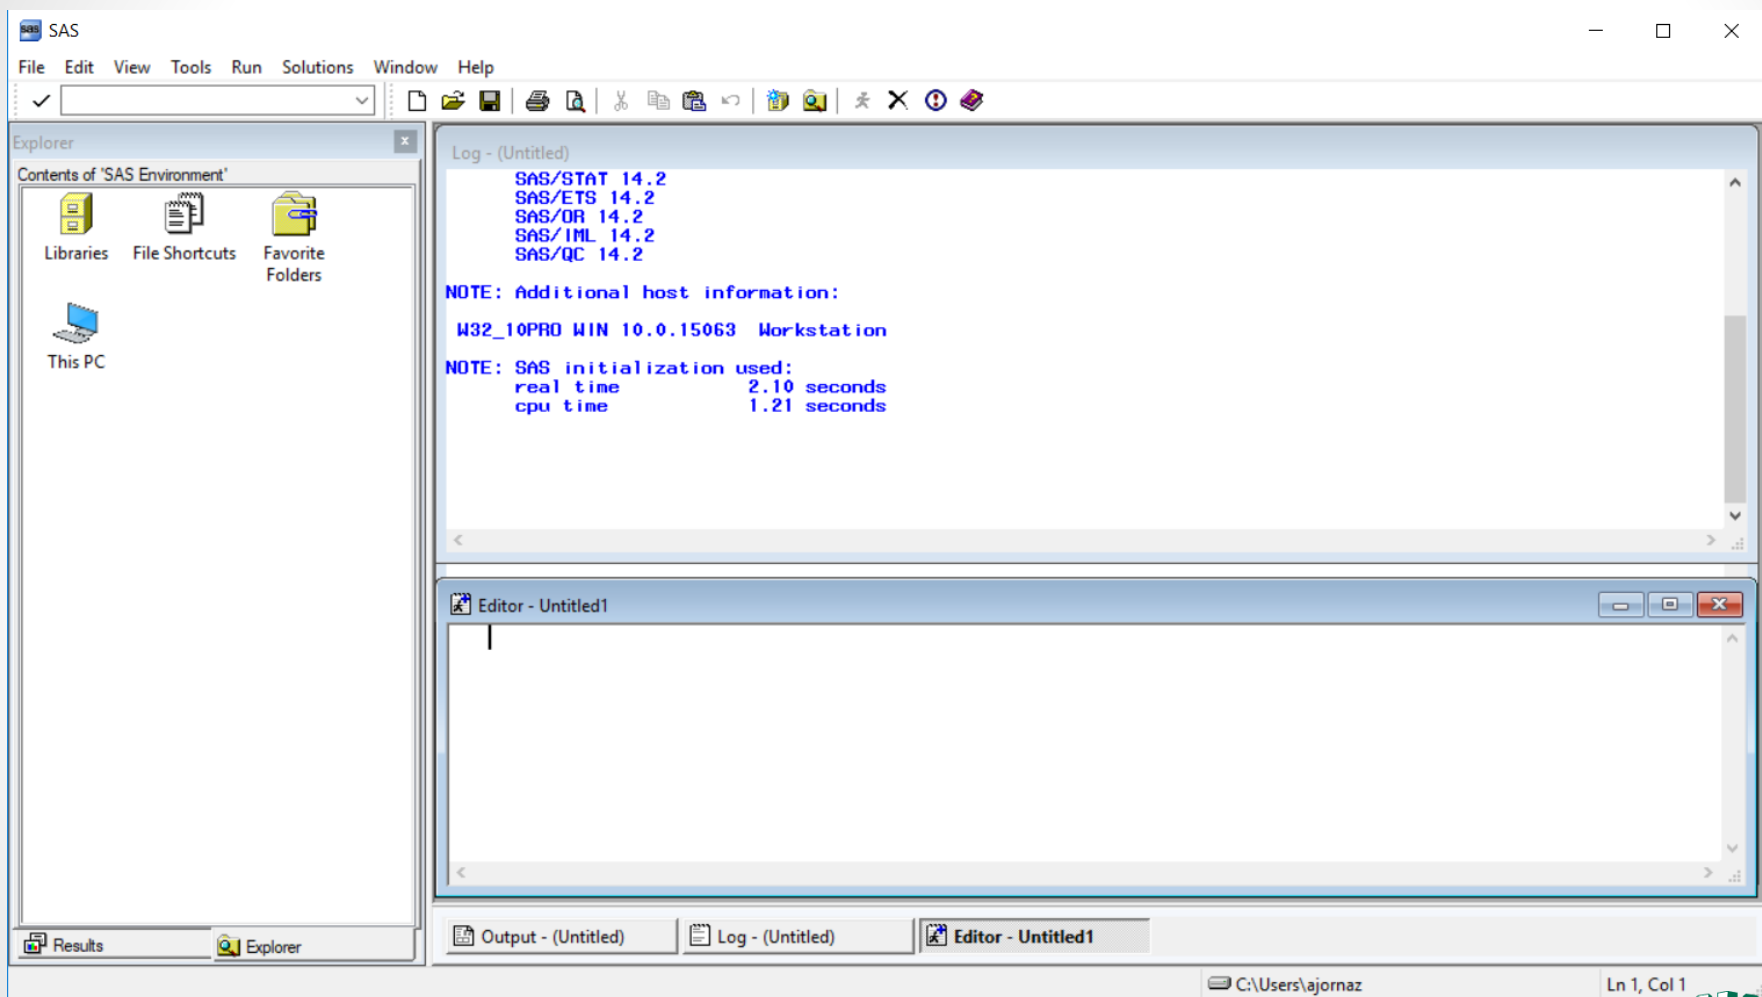 sas SAS
File Edit View Tools Run Solutions Window Help
Explorer
Contents of 'SAS Environment'
Libraries File Shortcuts Favorite
Folders
This PC
Results Explorer
Log - (Untitled)
SAS/STAT 14.2
SAS/ETS 14.2
SAS/OR 14.2
SAS/IML 14.2
SAS/QC 14.2
NOTE: Additional host information:
W32_10PRO WIN 10.0.15063 Workstation
NOTE: SAS initialization used:
real time 2.10 seconds
cpu time 1.21 seconds
Editor - Untitled1
Output - (Untitled) Log - (Untitled) Editor - Untitled1
C:\Users\ajornaz Ln 1, Col 1